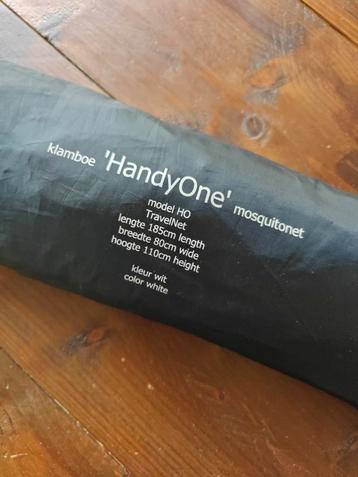 klamboe 'HandyOne' mosquitonet
model HO
TravelNet
lengte 185cm length
breedte 80cm wide
hoogte 110cm height
kleur wit
color white